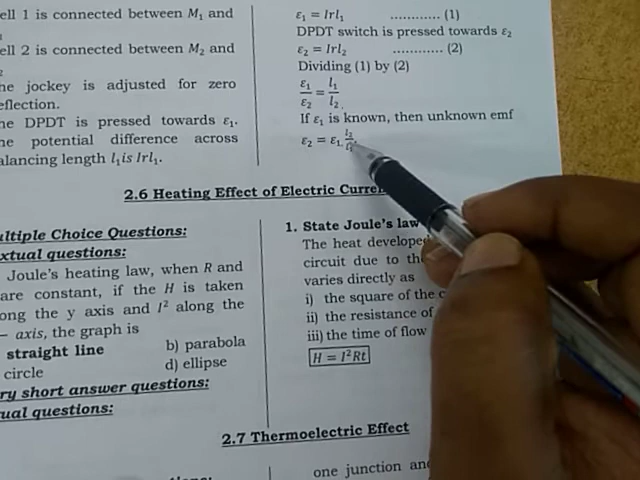 ell 1 is connected between M₁ and
ell 2 is connected between M₂ and
he jockey is adjusted for zero
eflection.
he DPDT is pressed towards ε₁.
he potential difference across
alancing length l₁ is Irl₁.
ε₁ = Irl₁ ............ (1)
DPDT switch is pressed towards ε₂
ε₂ = Irl₂ ............ (2)
Dividing (1) by (2)
ε₁/ε₂ = l₁/l₂
If ε₁ is known, then unknown emf
ε₂ = ε₁. l₂/l₁
2.6 Heating Effect of Electric Curre
ultiple Choice Questions:
xtual questions:
Joule's heating law, when R and
are constant, if the H is taken
ong the y axis and I² along the
– axis, the graph is
straight line b) parabola
circle d) ellipse
ry short answer questions:
ual questions:
1. State Joule's law
The heat develope
circuit due to th
varies directly as
i) the square of the c
ii) the resistance of
iii) the time of flow
H = I²Rt
2.7 Thermoelectric Effect
one junction an